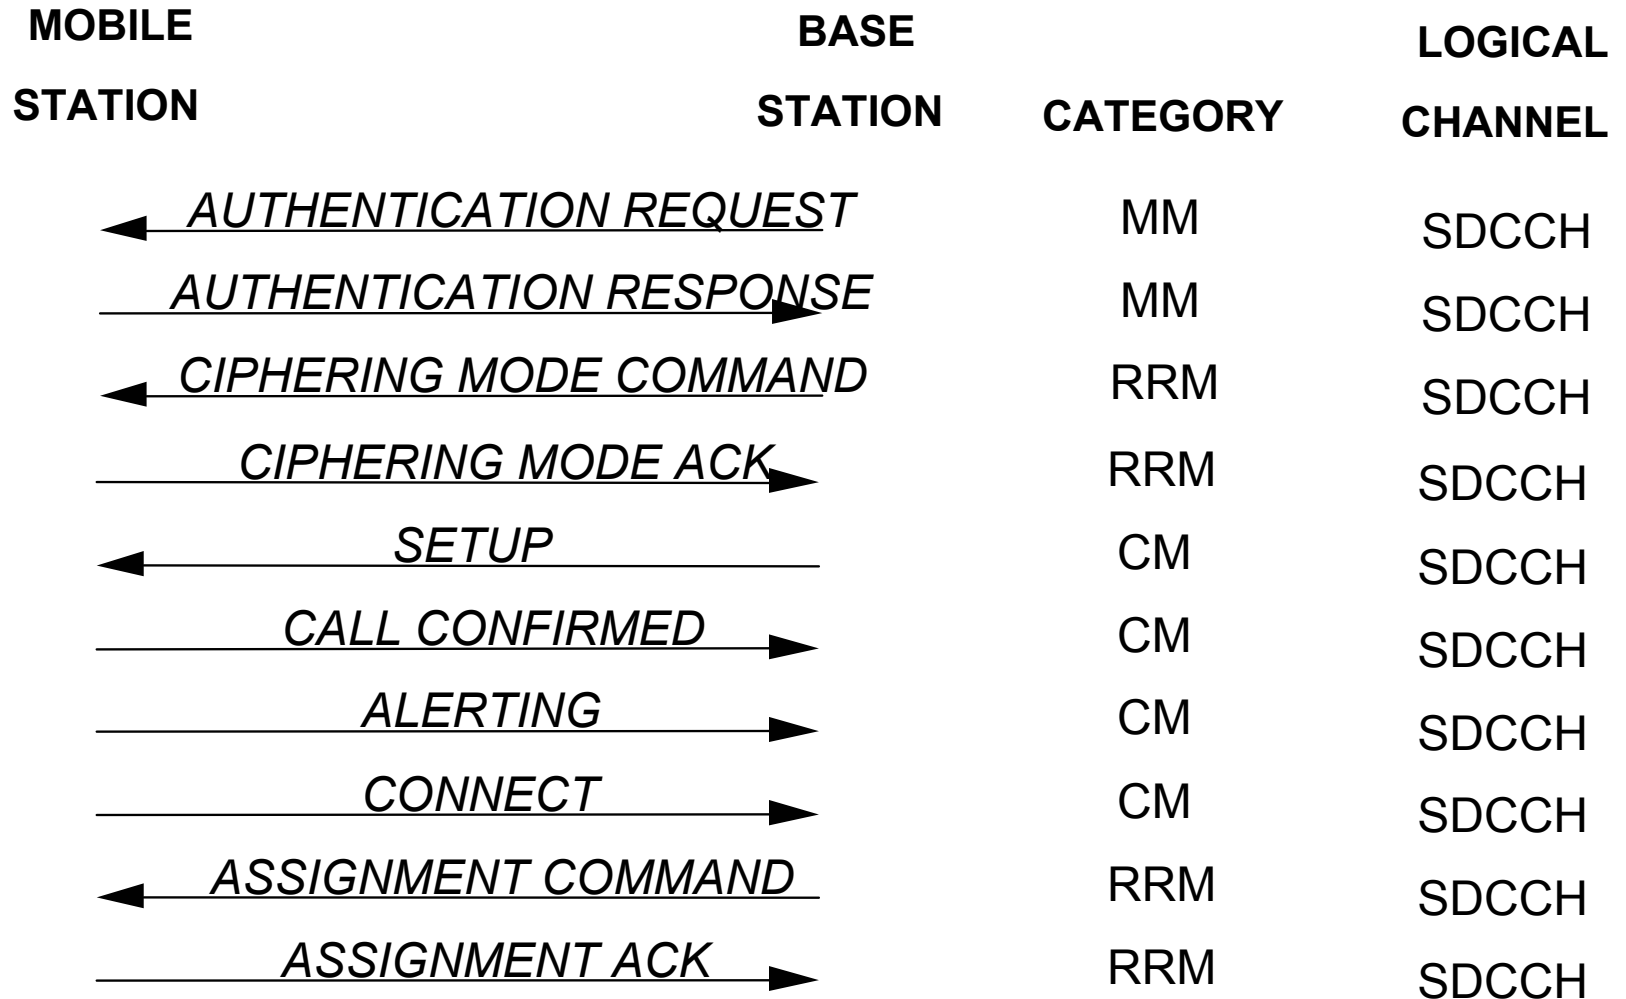 MOBILE STATION
BASE STATION
CATEGORY
LOGICAL CHANNEL
AUTHENTICATION REQUEST MM SDCCH
AUTHENTICATION RESPONSE MM SDCCH
CIPHERING MODE COMMAND RRM SDCCH
CIPHERING MODE ACK RRM SDCCH
SETUP CM SDCCH
CALL CONFIRMED CM SDCCH
ALERTING CM SDCCH
CONNECT CM SDCCH
ASSIGNMENT COMMAND RRM SDCCH
ASSIGNMENT ACK RRM SDCCH